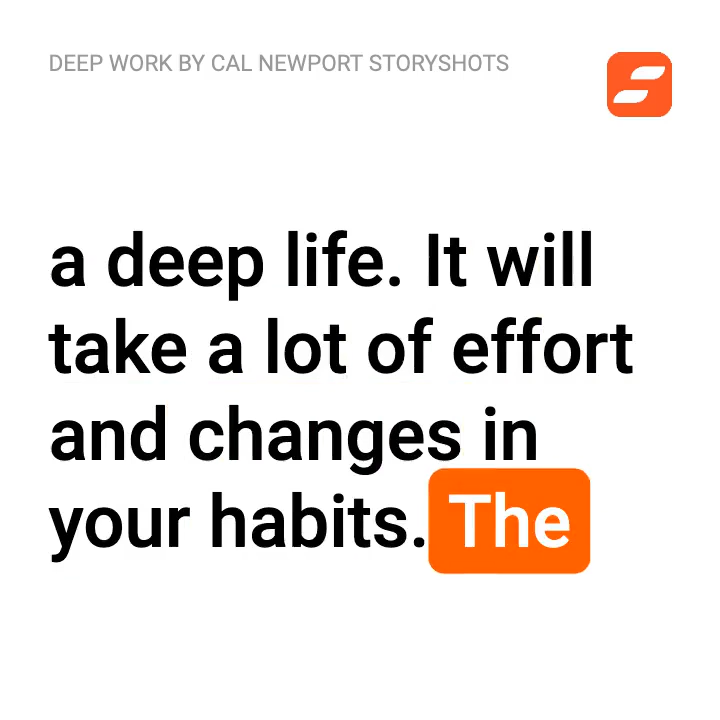 DEEP WORK BY CAL NEWPORT STORYSHOTS
a deep life. It will
take a lot of effort
and changes in
your habits. The